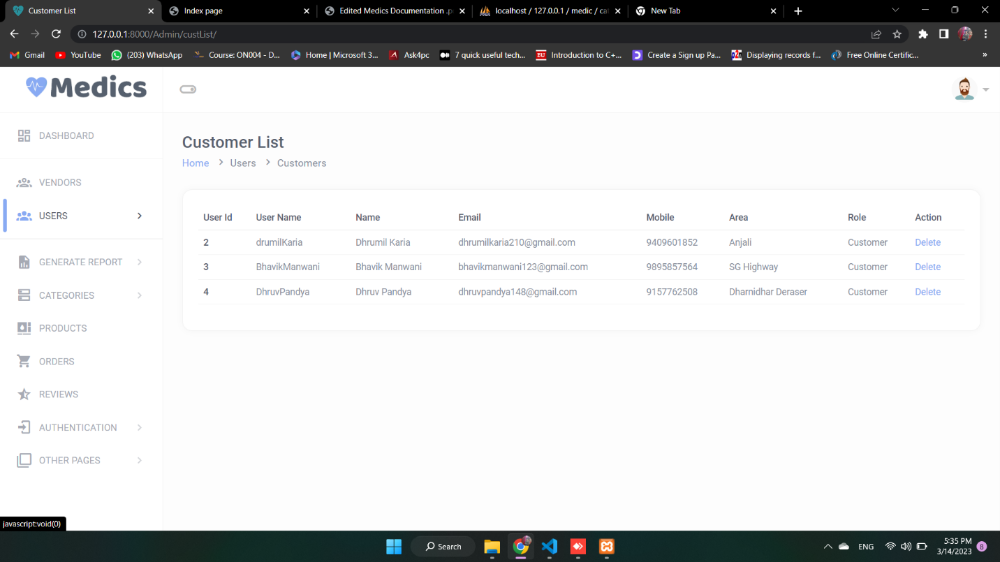 Customer List
Index page
Edited Medics Documentation .p
localhost / 127.0.0.1 / medic / ca
New Tab
127.0.0.1:8000/Admin/custList/
Gmail
YouTube
(203) WhatsApp
Course: ON004 - D...
Home | Microsoft 3...
Ask4pc
7 quick useful tech...
BU
Introduction to C+...
Create a Sign up Pa...
Displaying records f...
Free Online Certific...
»
Medics
DASHBOARD
VENDORS
USERS
GENERATE REPORT
CATEGORIES
PRODUCTS
ORDERS
REVIEWS
AUTHENTICATION
OTHER PAGES
Customer List
Home > Users > Customers
User Id User Name Name Email Mobile Area Role Action
2 drumilKaria Dhrumil Karia dhrumilkaria210@gmail.com 9409601852 Anjali Customer Delete
3 BhavikManwani Bhavik Manwani bhavikmanwani123@gmail.com 9895857564 SG Highway Customer Delete
4 DhruvPandya Dhruv Pandya dhruvpandya148@gmail.com 9157762508 Dharnidhar Deraser Customer Delete
javascript:void(0)
Search
ENG
5:35 PM
3/14/2023
8